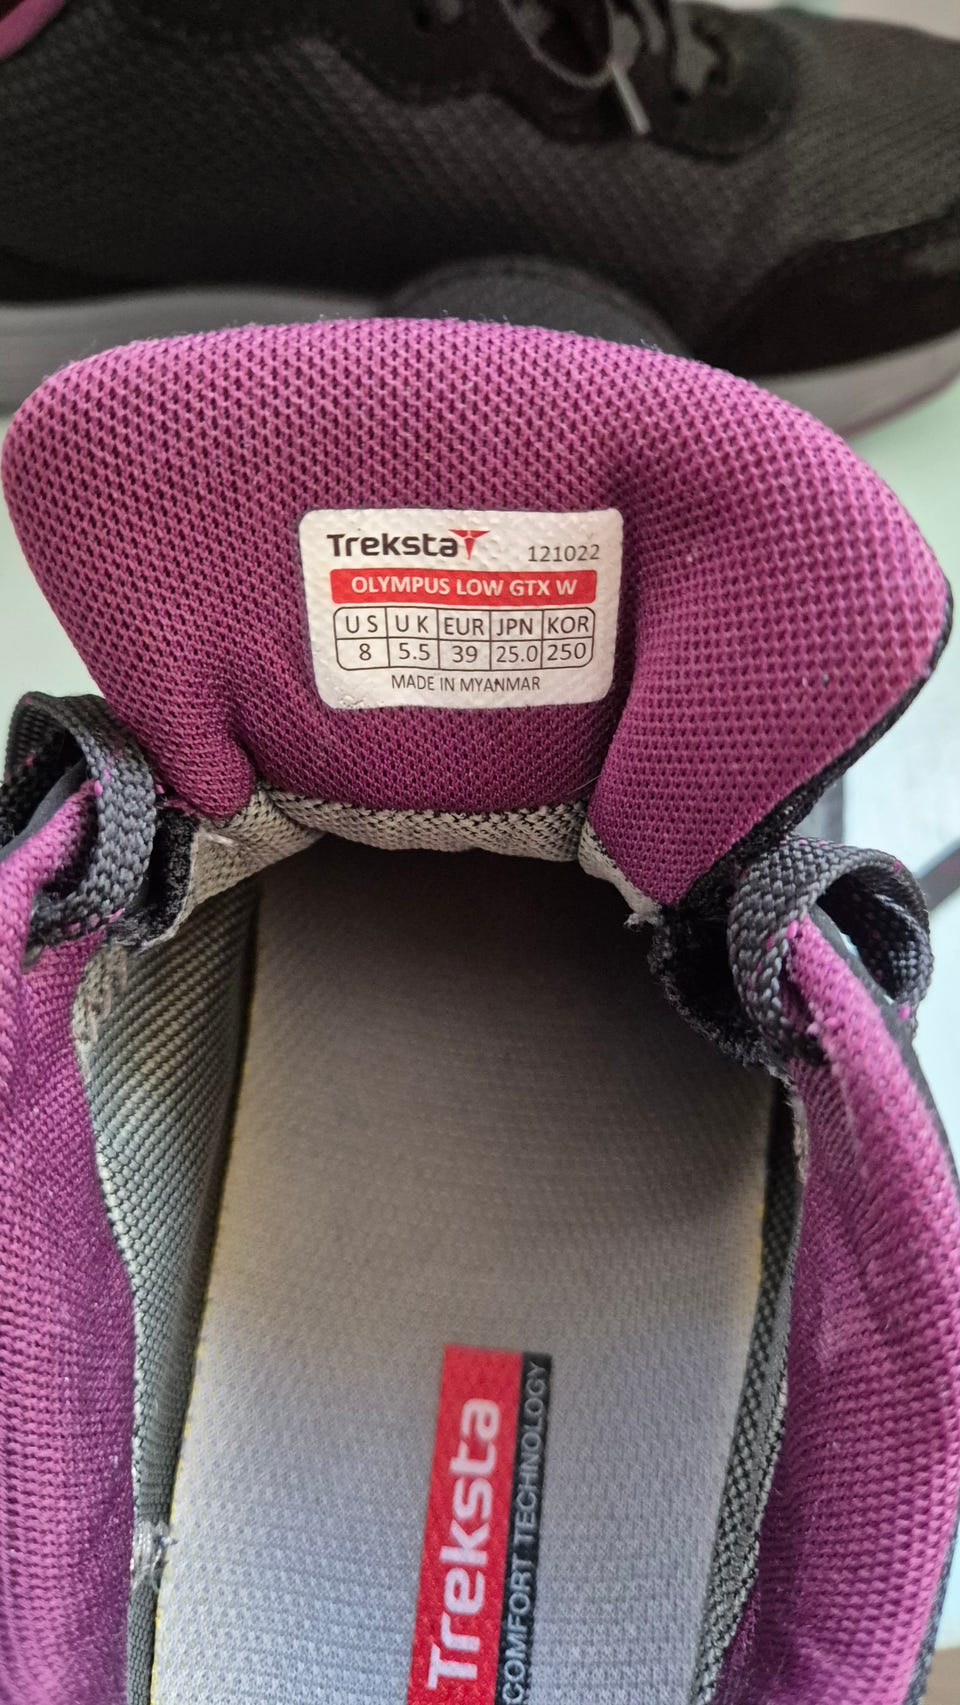 Treksta 121022
OLYMPUS LOW GTX W
US UK EUR JPN KOR
8 5.5 39 25.0 250
MADE IN MYANMAR
Treksta
COMFORT TECHNOLOGY